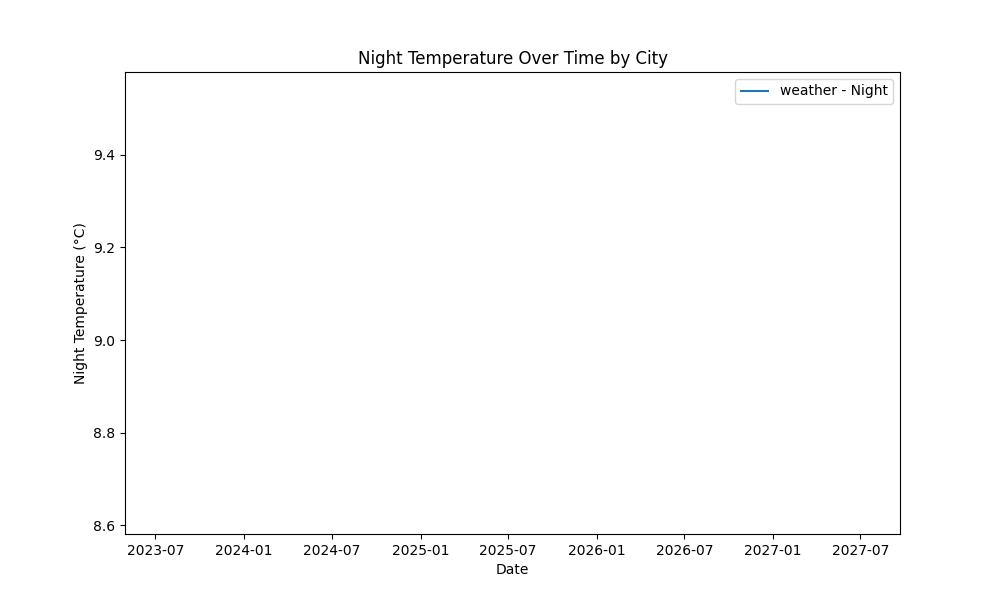 Night Temperature Over Time by City
weather - Night
9.4
9.2
9.0
8.8
8.6
Night Temperature (°C)
2023-07 2024-01 2024-07 2025-01 2025-07 2026-01 2026-07 2027-01 2027-07
Date